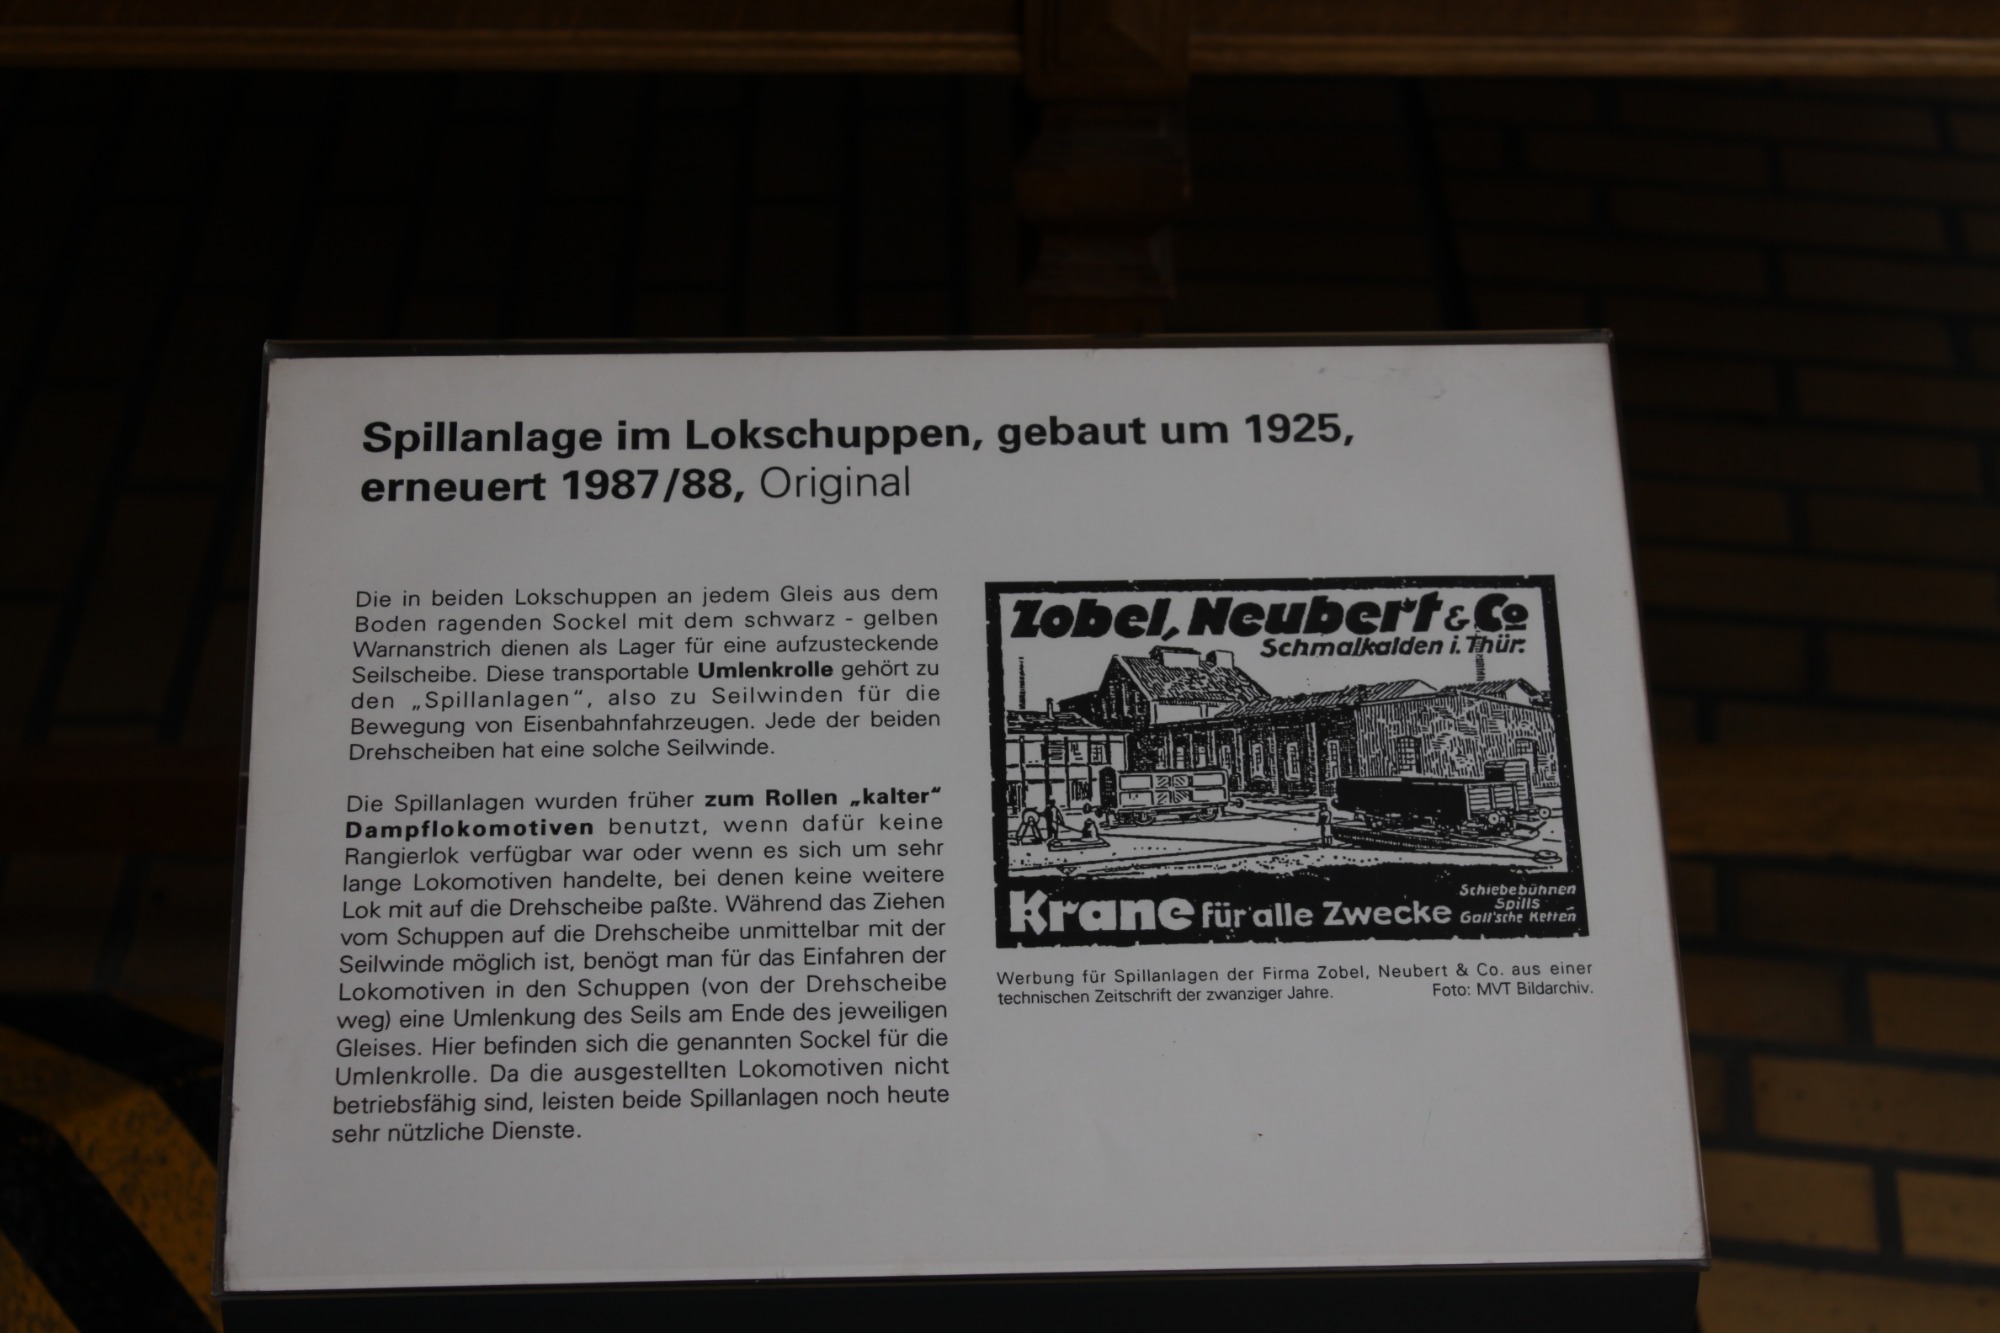 Spillanlage im Lokschuppen, gebaut um 1925,
erneuert 1987/88, Original
Die in beiden Lokschuppen an jedem Gleis aus dem
Boden ragenden Sockel mit dem schwarz - gelben
Warnanstrich dienen als Lager für eine aufzusteckende
Seilscheibe. Diese transportable Umlenkrolle gehört zu
den „Spillanlagen“, also zu Seilwinden für die
Bewegung von Eisenbahnfahrzeugen. Jede der beiden
Drehscheiben hat eine solche Seilwinde.
Die Spillanlagen wurden früher zum Rollen „kalter“
Dampflokomotiven benutzt, wenn dafür keine
Rangierlok verfügbar war oder wenn es sich um sehr
lange Lokomotiven handelte, bei denen keine weitere
Lok mit auf die Drehscheibe paßte. Während das Ziehen
vom Schuppen auf die Drehscheibe unmittelbar mit der
Seilwinde möglich ist, benögt man für das Einfahren der
Lokomotiven in den Schuppen (von der Drehscheibe
weg) eine Umlenkung des Seils am Ende des jeweiligen
Gleises. Hier befinden sich die genannten Sockel für die
Umlenkrolle. Da die ausgestellten Lokomotiven nicht
betriebsfähig sind, leisten beide Spillanlagen noch heute
sehr nützliche Dienste.
Zobel, Neubert & Co
Schmalkalden i. Thür.
Krane für alle Zwecke
Schiebebühnen
Spills
Gall'sche Ketten
Werbung für Spillanlagen der Firma Zobel, Neubert & Co. aus einer
technischen Zeitschrift der zwanziger Jahre. Foto: MVT Bildarchiv.